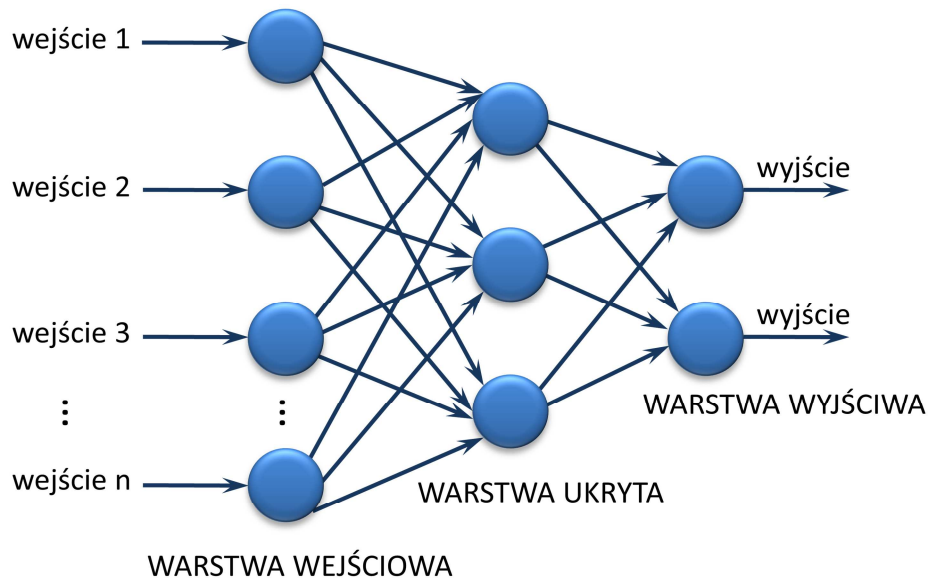 wejście 1
wejście 2
wyjście
wejście 3
wyjście
⋮ ⋮
WARSTWA WYJŚCIWA
wejście n
WARSTWA UKRYTA
WARSTWA WEJŚCIOWA